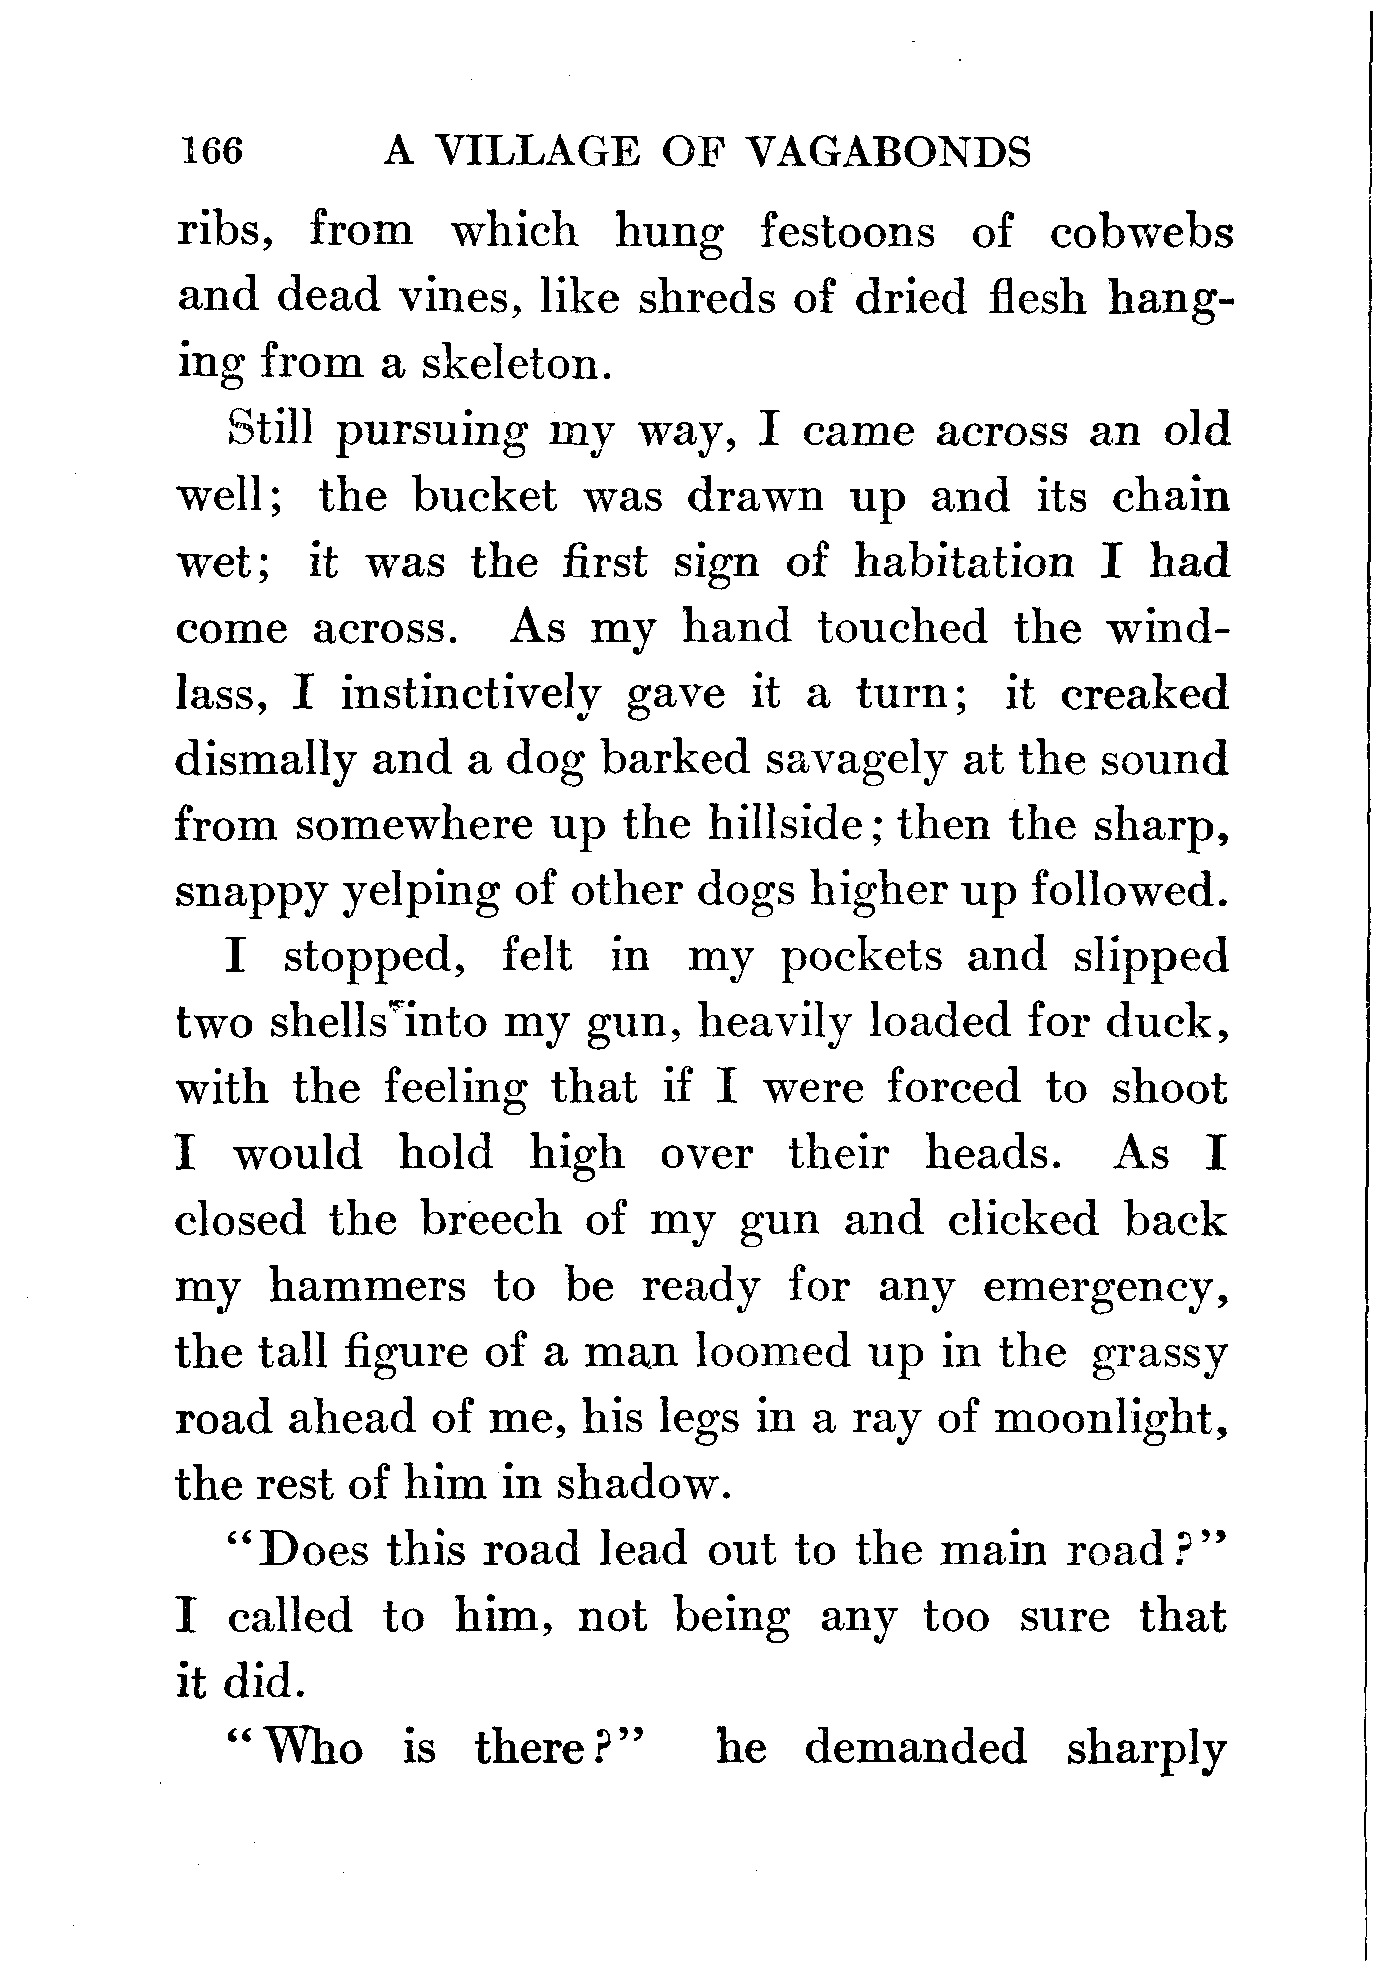 166 A VILLAGE OF VAGABONDS
ribs, from which hung festoons of cobwebs
and dead vines, like shreds of dried flesh hang-
ing from a skeleton.
Still pursuing my way, I came across an old
well; the bucket was drawn up and its chain
wet; it was the first sign of habitation I had
come across. As my hand touched the wind-
lass, I instinctively gave it a turn; it creaked
dismally and a dog barked savagely at the sound
from somewhere up the hillside; then the sharp,
snappy yelping of other dogs higher up followed.
I stopped, felt in my pockets and slipped
two shells into my gun, heavily loaded for duck,
with the feeling that if I were forced to shoot
I would hold high over their heads. As I
closed the breech of my gun and clicked back
my hammers to be ready for any emergency,
the tall figure of a man loomed up in the grassy
road ahead of me, his legs in a ray of moonlight,
the rest of him in shadow.
"Does this road lead out to the main road?"
I called to him, not being any too sure that
it did.
"Who is there?" he demanded sharply